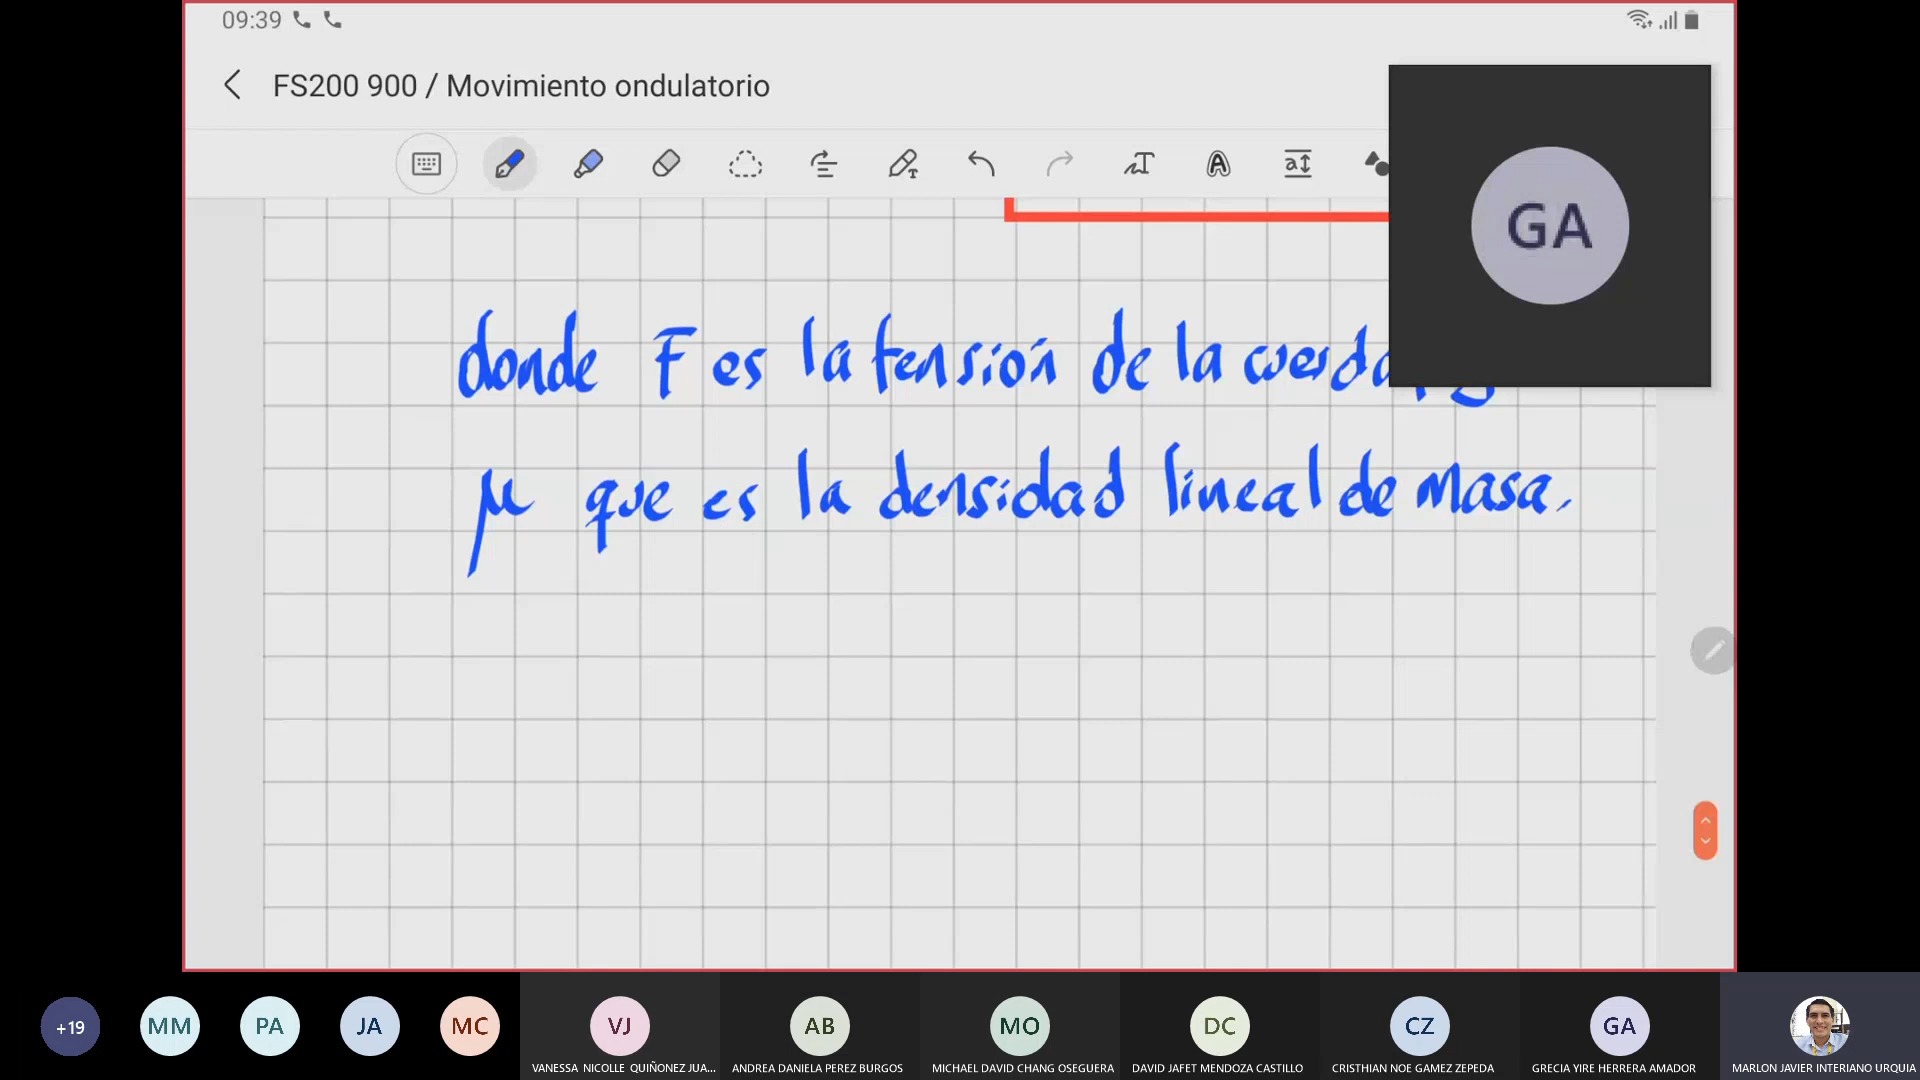 09:39
FS200 900 / Movimiento ondulatorio
GA
donde F es la tensión de la cuerda, y
μ que es la densidad lineal de masa.
+19
MM
PA
JA
MC
VJ
AB
MO
DC
CZ
GA
VANESSA NICOLLE QUIÑONEZ JUA...
ANDREA DANIELA PEREZ BURGOS
MICHAEL DAVID CHANG OSEGUERA
DAVID JAFET MENDOZA CASTILLO
CRISTHIAN NOE GAMEZ ZEPEDA
GRECIA YIRE HERRERA AMADOR
MARLON JAVIER INTERIANO URQUIA